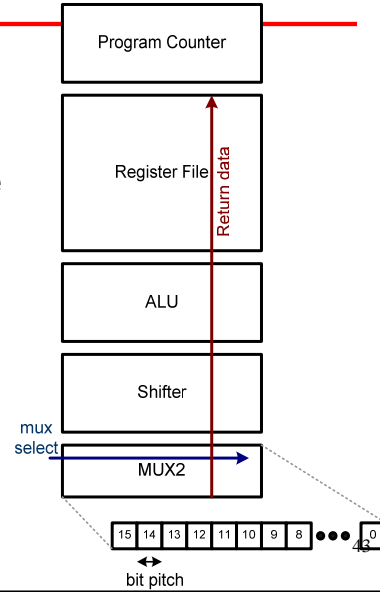 Program Counter
Register File
Return data
ALU
Shifter
mux
select
MUX2
15 14 13 12 11 10 9 8 0
43
bit pitch